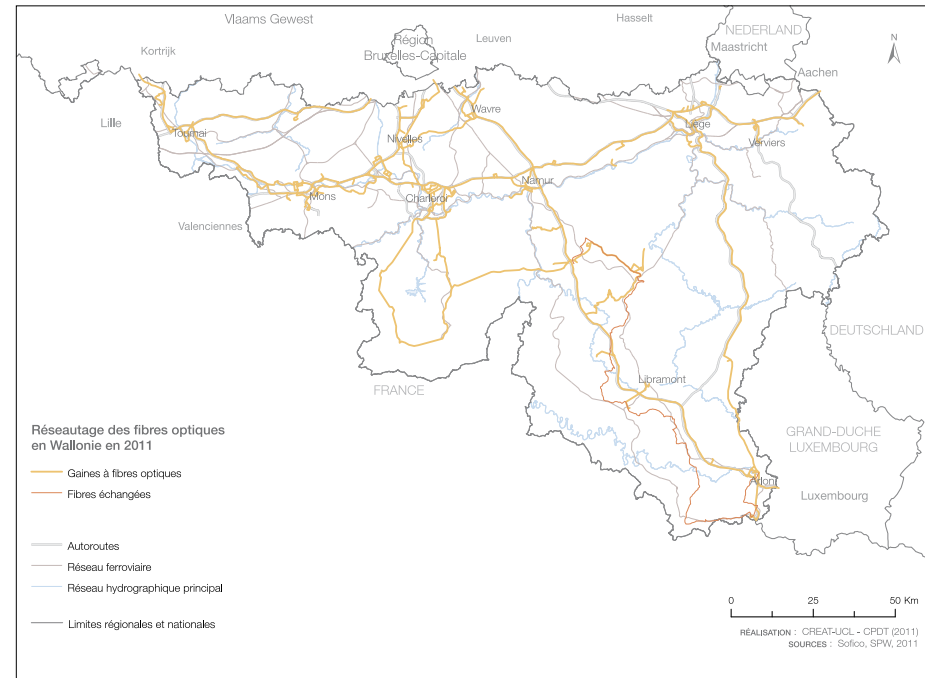 Vlaams Gewest
Hasselt
NEDERLAND
Kortrijk
Région
Bruxelles-Capitale
Leuven
Maastricht
N
Aachen
Lille
Wavre
Tournai
Nivelles
Liège
Verviers
Namur
Mons
Charleroi
Valenciennes
DEUTSCHLAND
FRANCE
Libramont
Réseautage des fibres optiques
en Wallonie en 2011
GRAND-DUCHE
LUXEMBOURG
Gaines à fibres optiques
Fibres échangées
Arlon
Luxembourg
Autoroutes
Réseau ferroviaire
Réseau hydrographique principal
Limites régionales et nationales
0 25 50 Km
RÉALISATION : CREAT-UCL - CPDT (2011)
SOURCES : Sofico, SPW, 2011